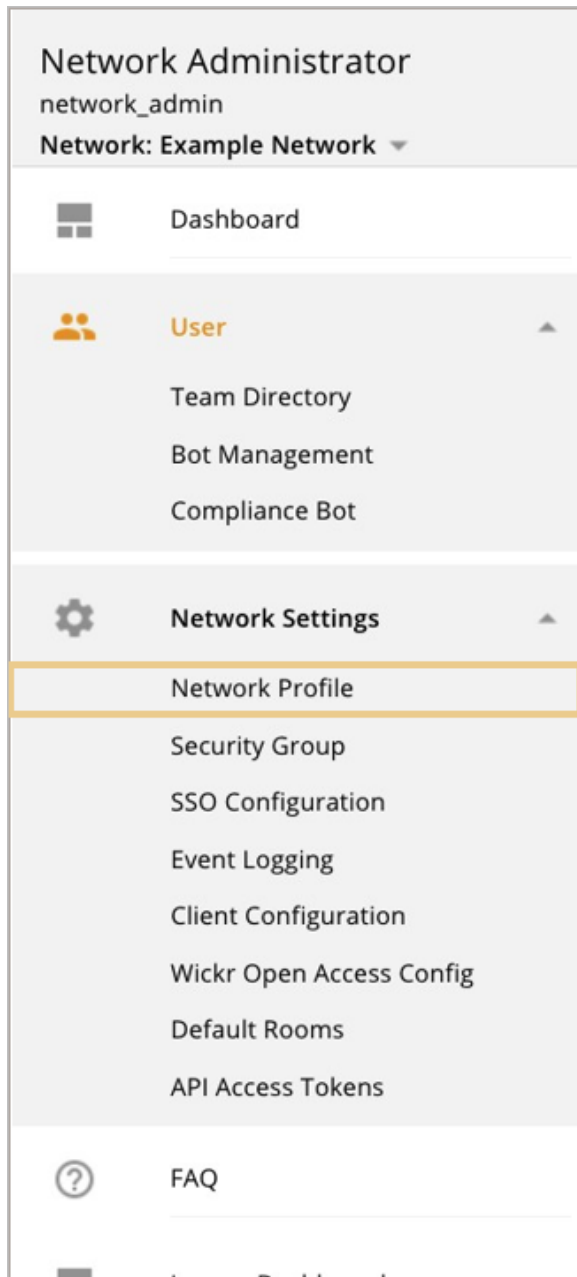 Network Administrator
network_admin
Network: Example Network
Dashboard
User
Team Directory
Bot Management
Compliance Bot
Network Settings
Network Profile
Security Group
SSO Configuration
Event Logging
Client Configuration
Wickr Open Access Config
Default Rooms
API Access Tokens
FAQ